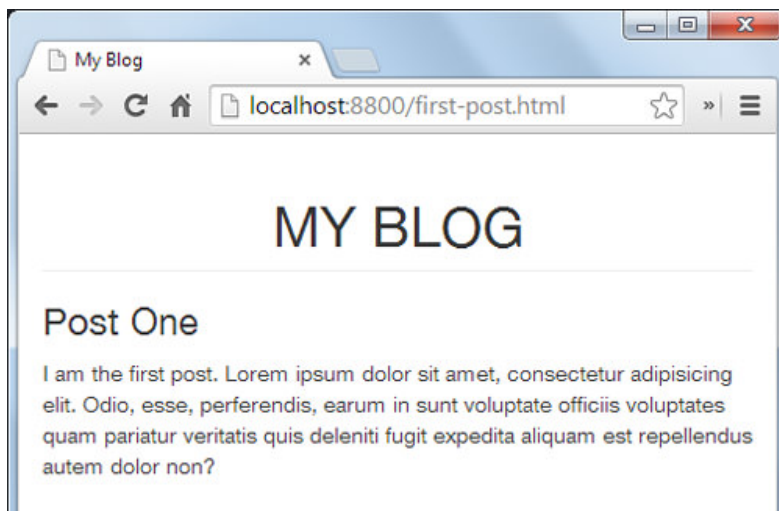 My Blog
localhost:8800/first-post.html
MY BLOG
Post One
I am the first post. Lorem ipsum dolor sit amet, consectetur adipisicing
elit. Odio, esse, perferendis, earum in sunt voluptate officiis voluptates
quam pariatur veritatis quis deleniti fugit expedita aliquam est repellendus
autem dolor non?